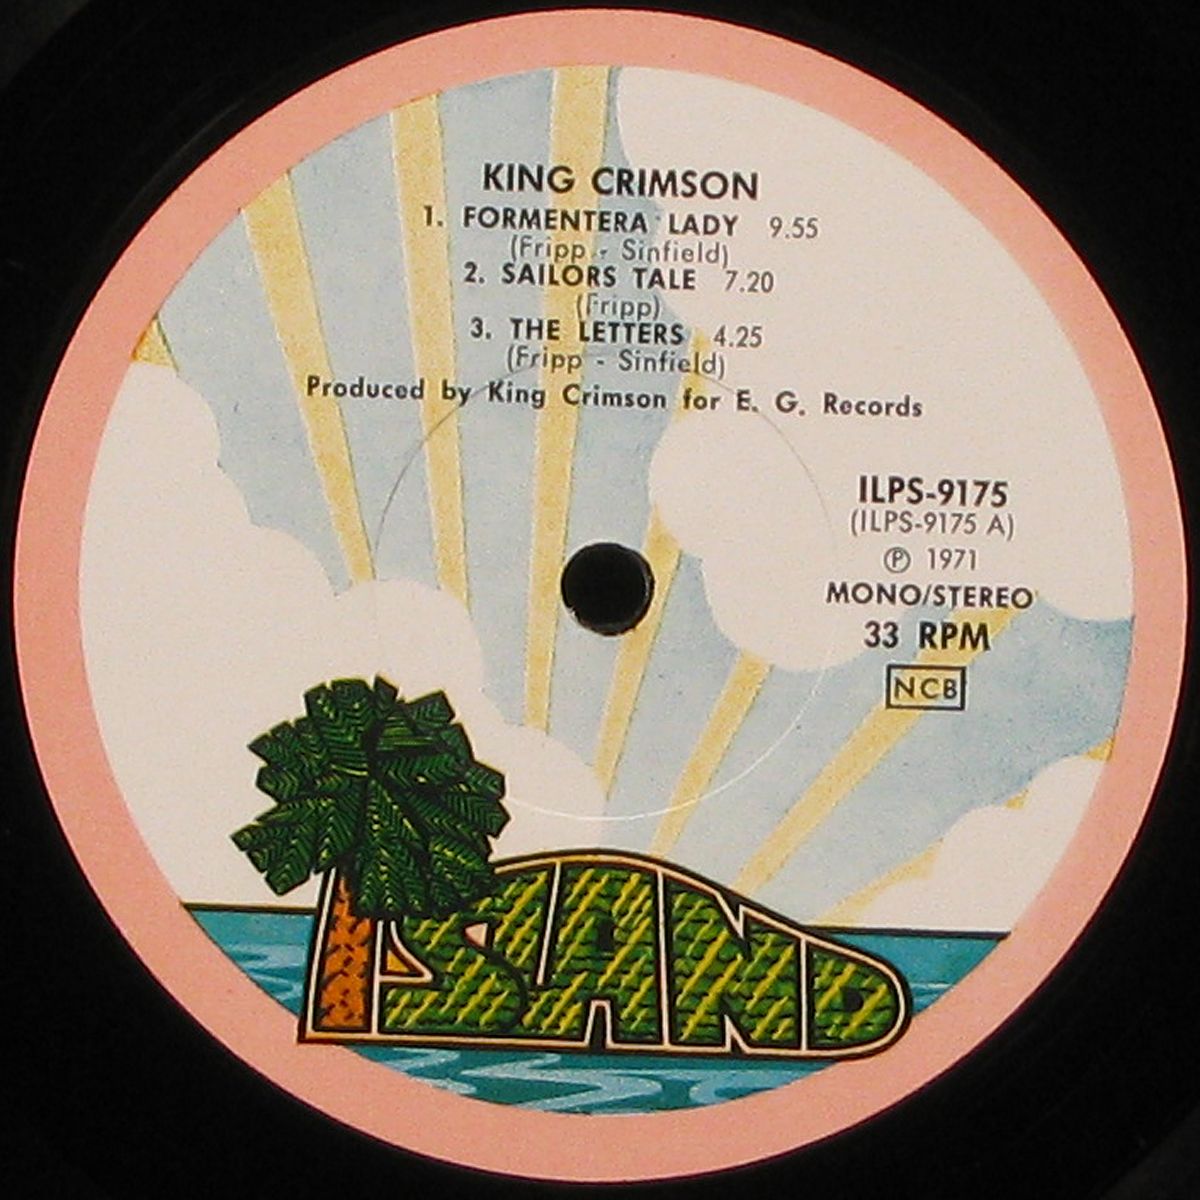 KING CRIMSON
1. FORMENTERA LADY 9.55
(Fripp - Sinfield)
2. SAILORS TALE 7.20
(Fripp)
3. THE LETTERS 4.25
(Fripp - Sinfield)
Produced by King Crimson for E. G. Records
ILPS-9175
(ILPS-9175 A)
℗ 1971
MONO/STEREO
33 RPM
NCB
ISLAND